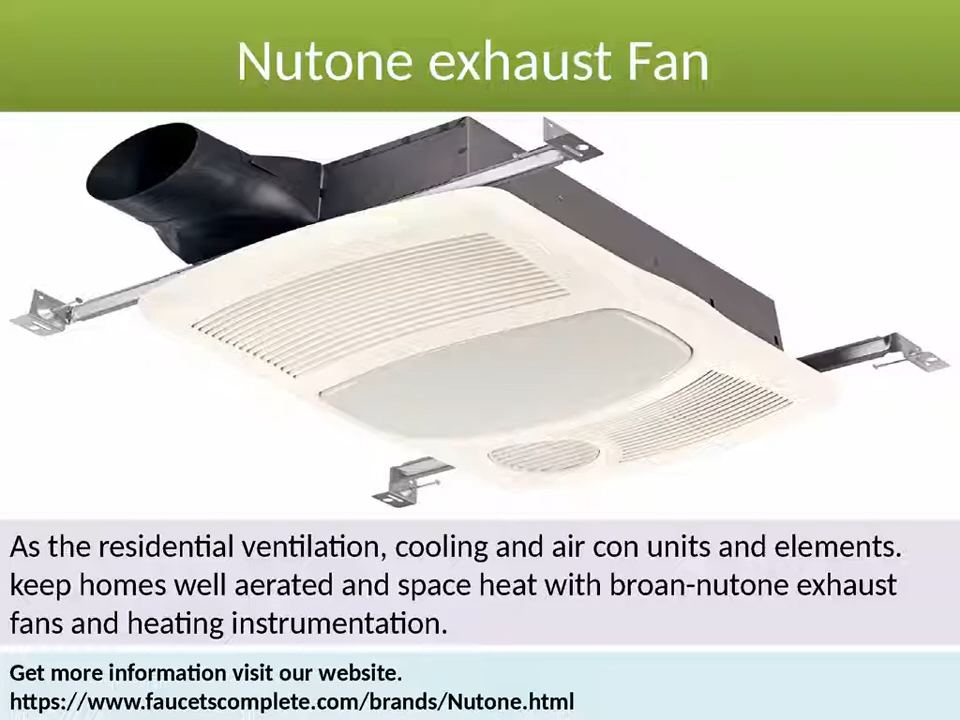 Nutone exhaust Fan
As the residential ventilation, cooling and air con units and elements.
keep homes well aerated and space heat with broan-nutone exhaust
fans and heating instrumentation.
Get more information visit our website.
https://www.faucetscomplete.com/brands/Nutone.html